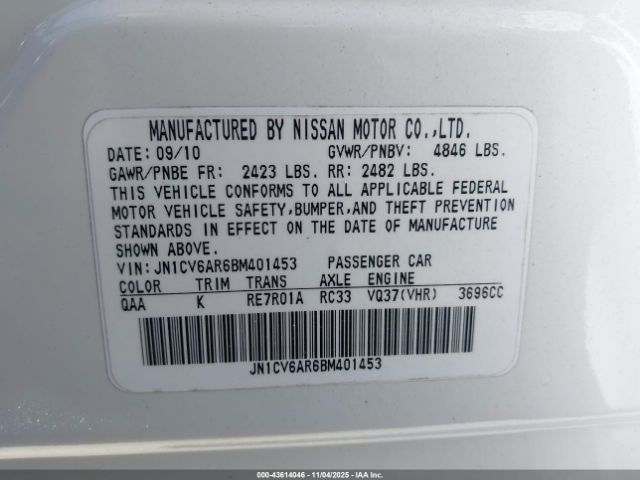 MANUFACTURED BY NISSAN MOTOR CO.,LTD.
DATE: 09/10 GVWR/PNBV: 4846 LBS.
GAWR/PNBE FR: 2423 LBS. RR: 2482 LBS.
THIS VEHICLE CONFORMS TO ALL APPLICABLE FEDERAL
MOTOR VEHICLE SAFETY,BUMPER,AND THEFT PREVENTION
STANDARDS IN EFFECT ON THE DATE OF MANUFACTURE
SHOWN ABOVE.
VIN: JN1CV6AR6BM401453 PASSENGER CAR
COLOR TRIM TRANS AXLE ENGINE
QAA K RE7R01A RC33 VQ37(VHR) 3696CC
JN1CV6AR6BM401453
000-43614046 - 11/04/2025 - IAA Inc.